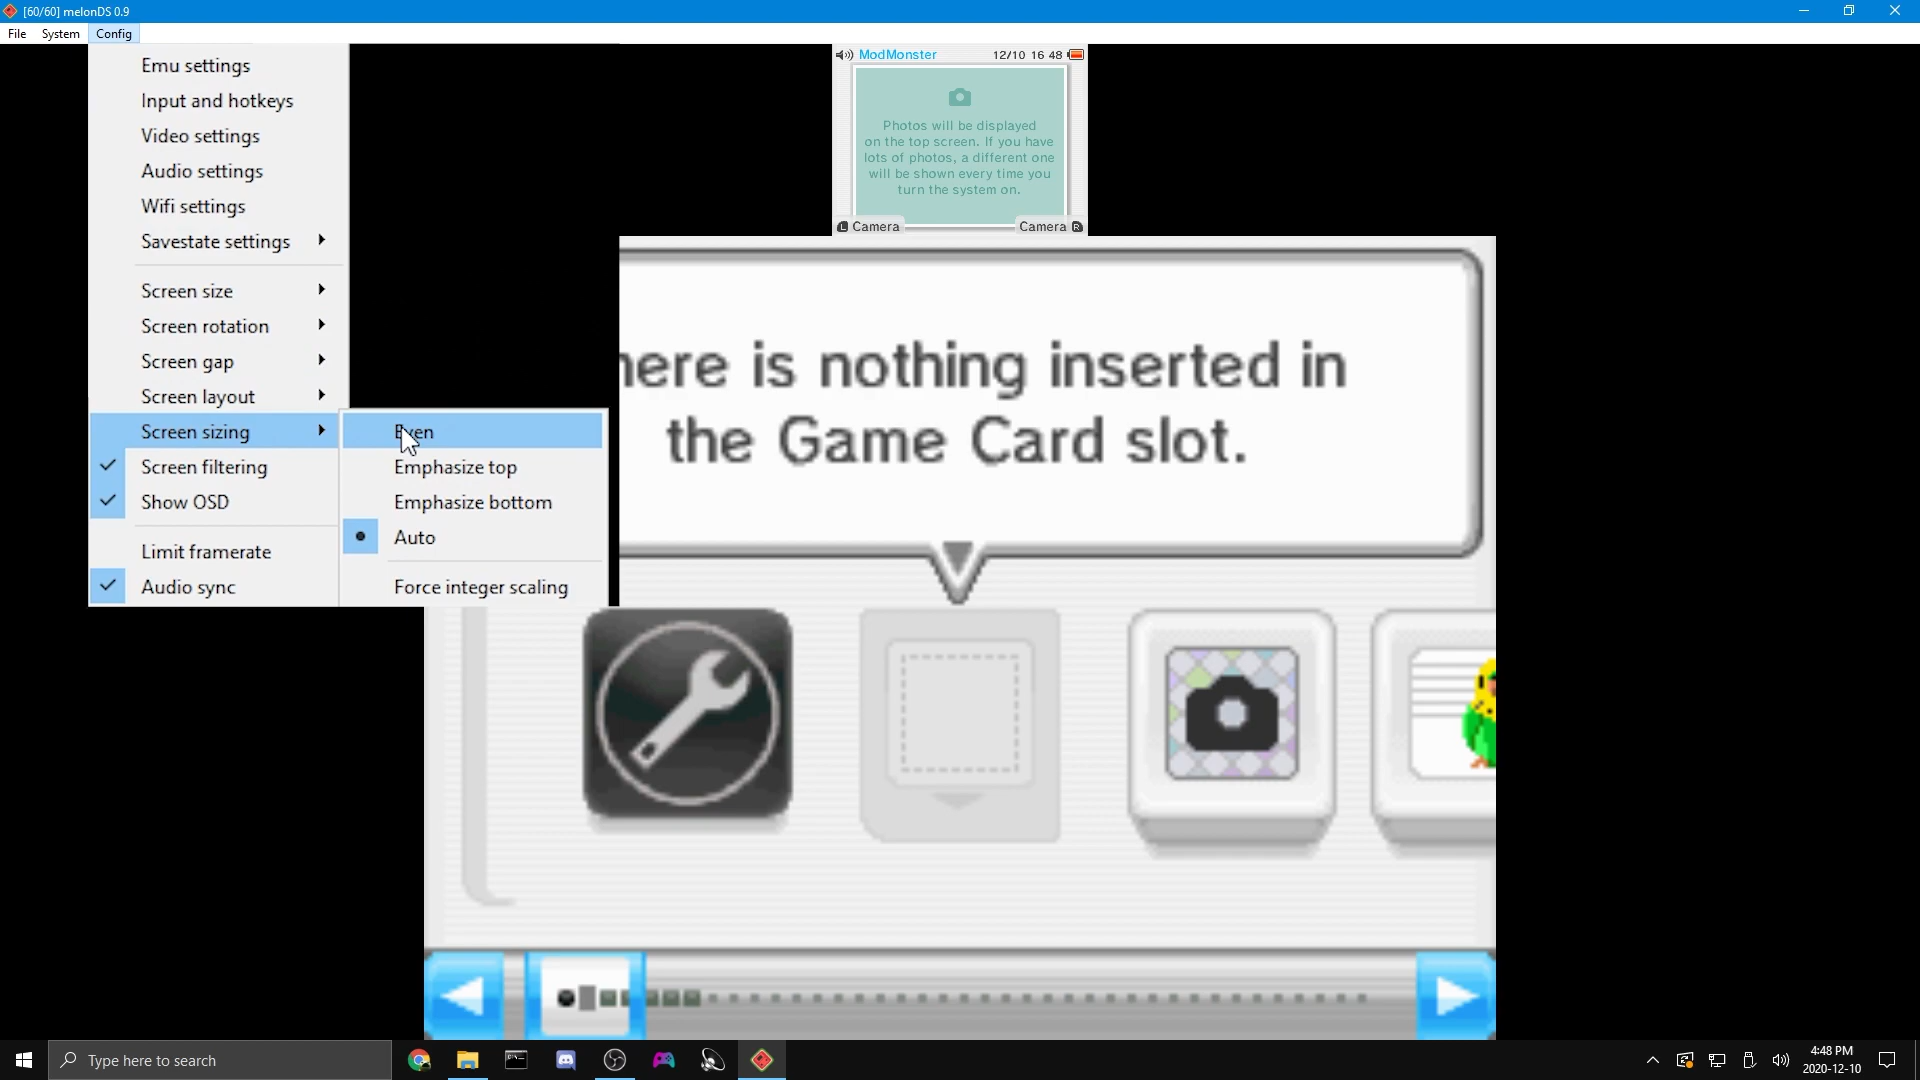 [60/60] melonDS 0.9
File System Config
Emu settings
Input and hotkeys
Video settings
Audio settings
Wifi settings
Savestate settings
Screen size
Screen rotation
Screen gap
Screen layout
Screen sizing
Screen filtering
Show OSD
Limit framerate
Audio sync
Even
Emphasize top
Emphasize bottom
Auto
Force integer scaling
ModMonster 12/10 16 48
Photos will be displayed
on the top screen. If you have
lots of photos, a different one
will be shown every time you
turn the system on.
L Camera Camera R
here is nothing inserted in
the Game Card slot.
Type here to search
4:48 PM
2020-12-10